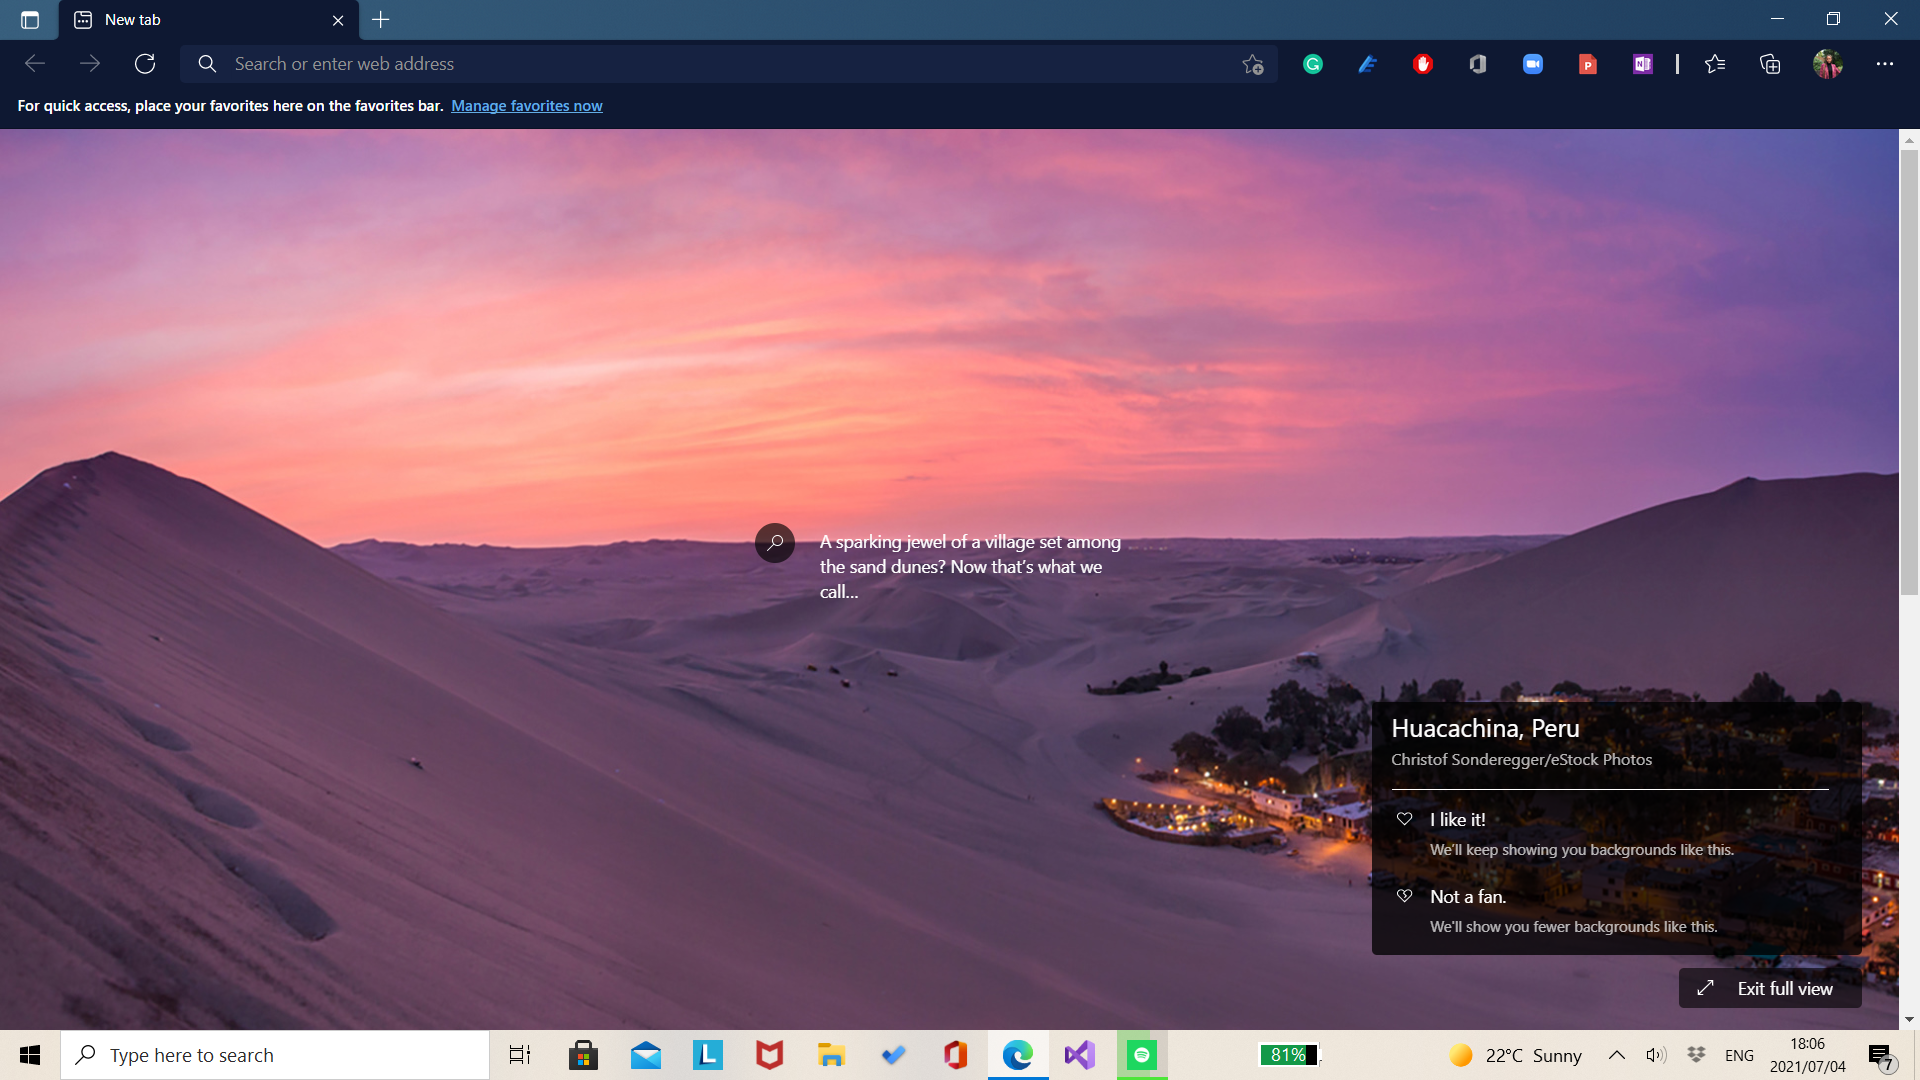 New tab
Search or enter web address
For quick access, place your favorites here on the favorites bar. Manage favorites now
A sparking jewel of a village set among
the sand dunes? Now that's what we
call...
Huacachina, Peru
Christof Sonderegger/eStock Photos
I like it!
We'll keep showing you backgrounds like this.
Not a fan.
We'll show you fewer backgrounds like this.
Exit full view
Type here to search
81%
22°C Sunny
ENG
18:06
2021/07/04
7